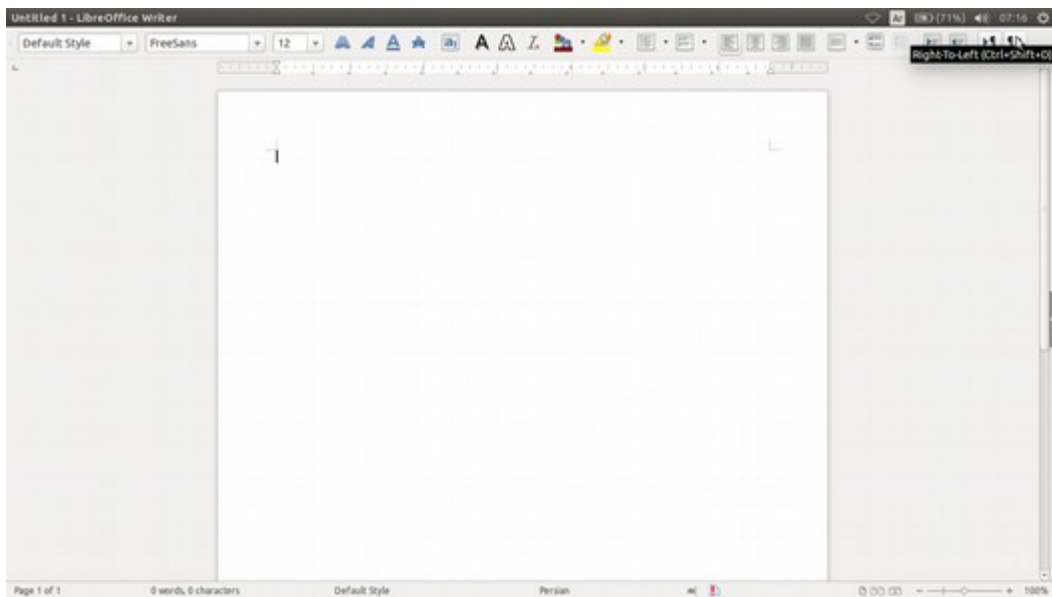 Untitled 1 - LibreOffice Writer
Ar (71%) 07:16
Default Style FreeSans 12
Right-To-Left (Ctrl+Shift+D)
Page 1 of 1 0 words, 0 characters Default Style Persian 100%